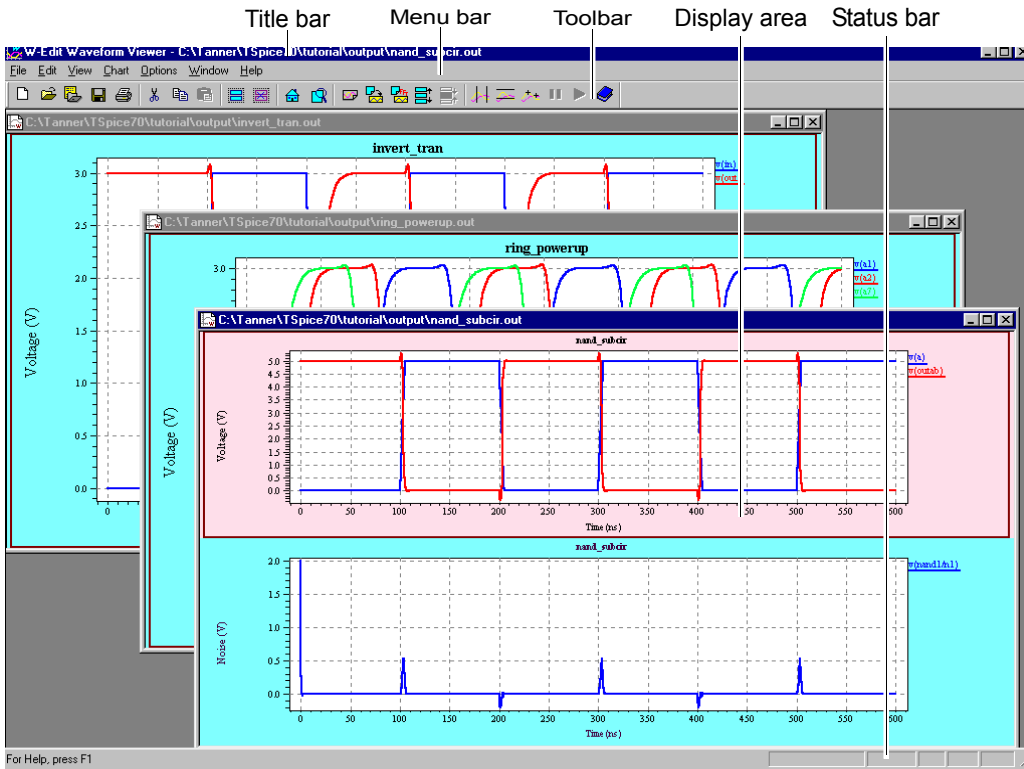 Title bar Menu bar Toolbar Display area Status bar
W-Edit Waveform Viewer - C:\Tanner\TSpice70\tutorial\output\nand_subcir.out
File Edit View Chart Options Window Help
C:\Tanner\TSpice70\tutorial\output\invert_tran.out
invert_tran
v(in)
v(out)
3.0
2.5
2.0
1.5
1.0
0.5
0.0
Voltage (V)
0
C:\Tanner\TSpice70\tutorial\output\ring_powerup.out
ring_powerup
v(a1)
v(a2)
v(a7)
3.0
Voltage (V)
C:\Tanner\TSpice70\tutorial\output\nand_subcir.out
nand_subcir
v(a)
v(outab)
5.0
4.5
4.0
3.5
3.0
2.5
2.0
1.5
1.0
0.5
0.0
Voltage (V)
0 50 100 150 200 250 300 350 400 450 500 550 600
Time (ns)
nand_subcir
v(nand1/n1)
2.0
1.5
1.0
0.5
0.0
Noise (V)
0 50 100 150 200 250 300 350 400 450 500 550 600
Time (ns)
For Help, press F1